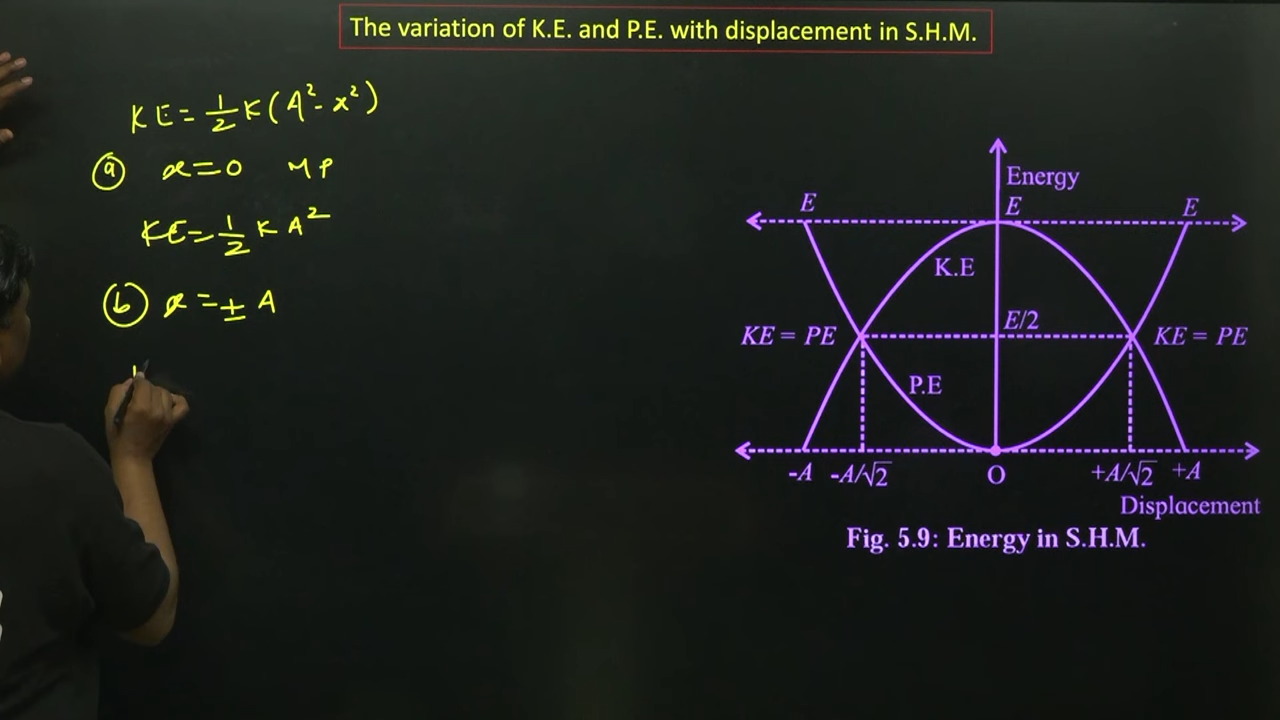 The variation of K.E. and P.E. with displacement in S.H.M.
KE = 1/2 K(A² - x²)
(a) x = 0 MP
KE = 1/2 K A²
(b) x = ± A
Energy
E E E
K.E
KE = PE E/2 KE = PE
P.E
-A -A/√2 O +A/√2 +A
Displacement
Fig. 5.9: Energy in S.H.M.